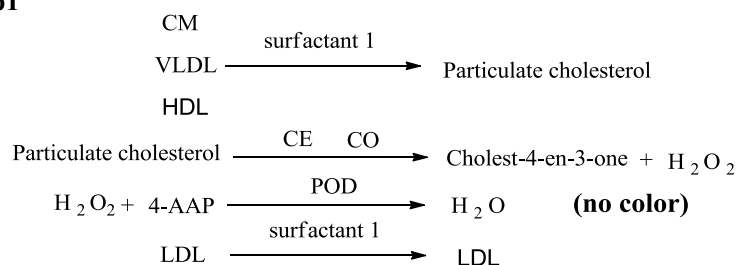 CM
surfactant 1
VLDL Particulate cholesterol
HDL
CE CO
Particulate cholesterol Cholest-4-en-3-one + H2O2
POD
H2O2 + 4-AAP H2O (no color)
surfactant 1
LDL LDL